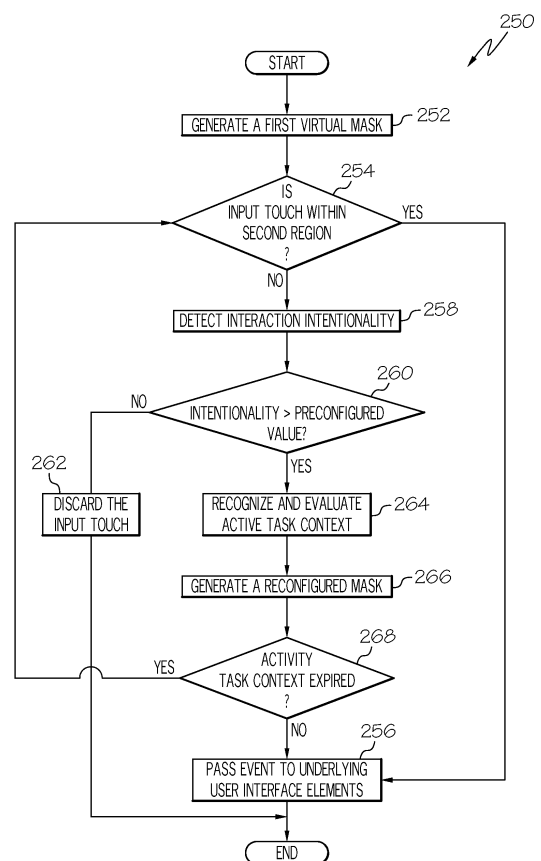 250
START
GENERATE A FIRST VIRTUAL MASK
252
254
IS
INPUT TOUCH WITHIN
SECOND REGION
?
YES
NO
DETECT INTERACTION INTENTIONALITY
258
260
NO
INTENTIONALITY > PRECONFIGURED
VALUE?
YES
262
DISCARD THE
INPUT TOUCH
RECOGNIZE AND EVALUATE
ACTIVE TASK CONTEXT
264
GENERATE A RECONFIGURED MASK
266
268
YES
ACTIVITY
TASK CONTEXT EXPIRED
?
NO
256
PASS EVENT TO UNDERLYING
USER INTERFACE ELEMENTS
END